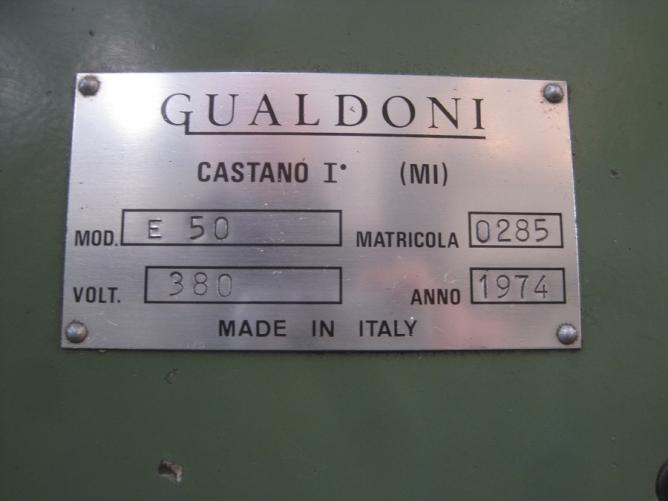 GUALDONI
CASTANO I° (MI)
MOD. E 50 MATRICOLA 0285
VOLT. 380 ANNO 1974
MADE IN ITALY